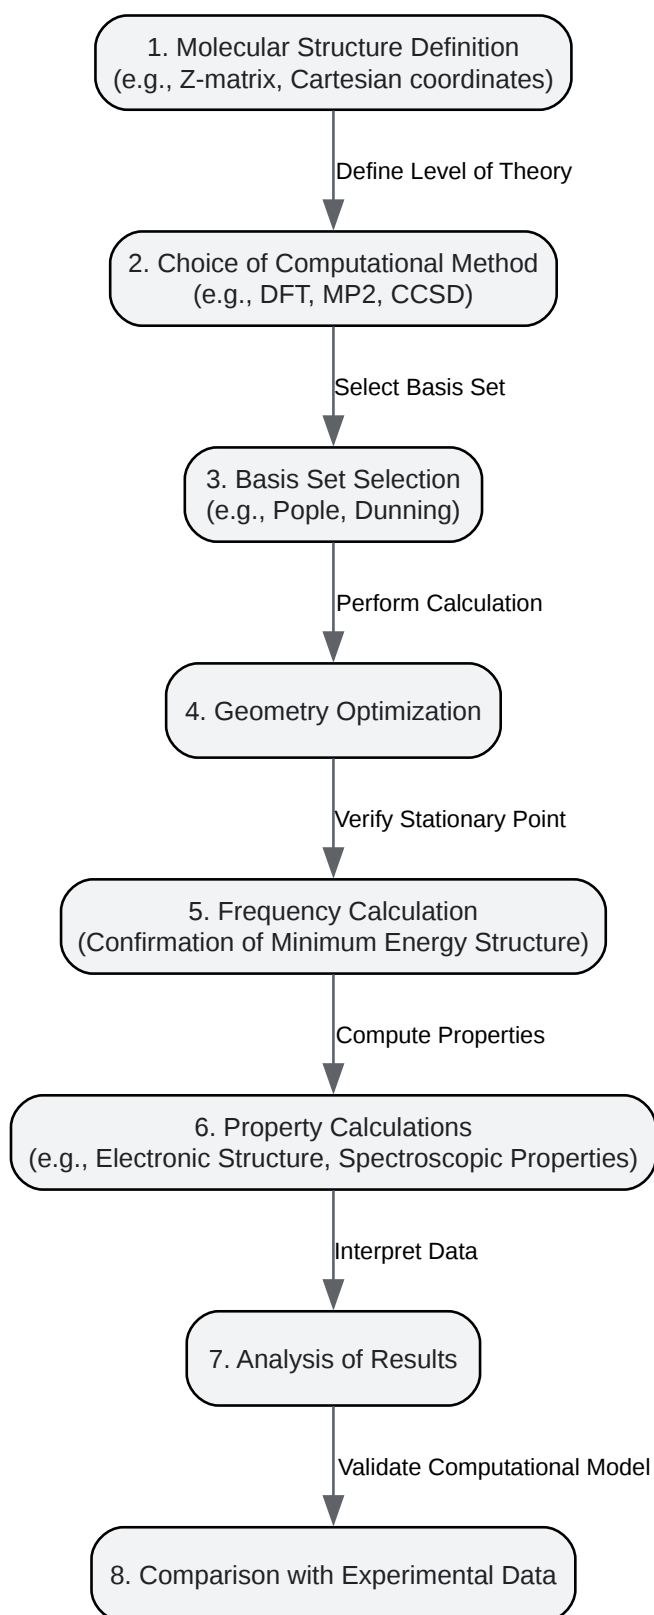 1. Molecular Structure Definition
(e.g., Z-matrix, Cartesian coordinates)
Define Level of Theory
2. Choice of Computational Method
(e.g., DFT, MP2, CCSD)
Select Basis Set
3. Basis Set Selection
(e.g., Pople, Dunning)
Perform Calculation
4. Geometry Optimization
Verify Stationary Point
5. Frequency Calculation
(Confirmation of Minimum Energy Structure)
Compute Properties
6. Property Calculations
(e.g., Electronic Structure, Spectroscopic Properties)
Interpret Data
7. Analysis of Results
Validate Computational Model
8. Comparison with Experimental Data